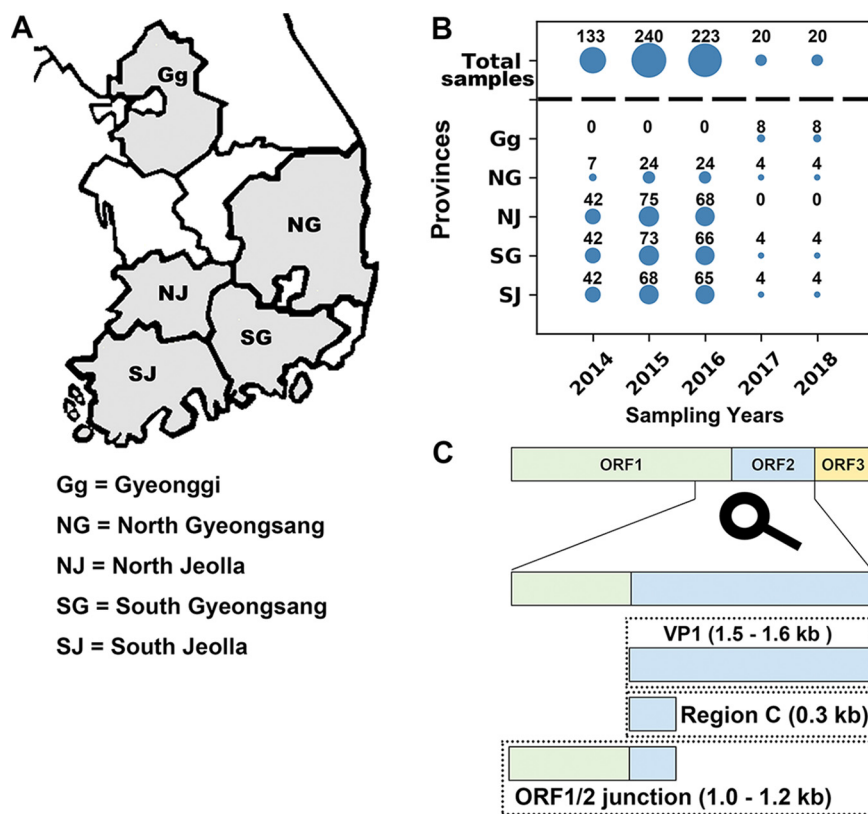 A
Gg
NG
NJ
SG
SJ
Gg = Gyeonggi
NG = North Gyeongsang
NJ = North Jeolla
SG = South Gyeongsang
SJ = South Jeolla
B
133 240 223 20 20
Total
samples
Provinces
0 0 0 8 8
Gg
7 24 24 4 4
NG
42 75 68 0 0
NJ
42 73 66 4 4
SG
42 68 65 4 4
SJ
2014 2015 2016 2017 2018
Sampling Years
C
ORF1 ORF2 ORF3
VP1 (1.5 - 1.6 kb )
Region C (0.3 kb)
ORF1/2 junction (1.0 - 1.2 kb)